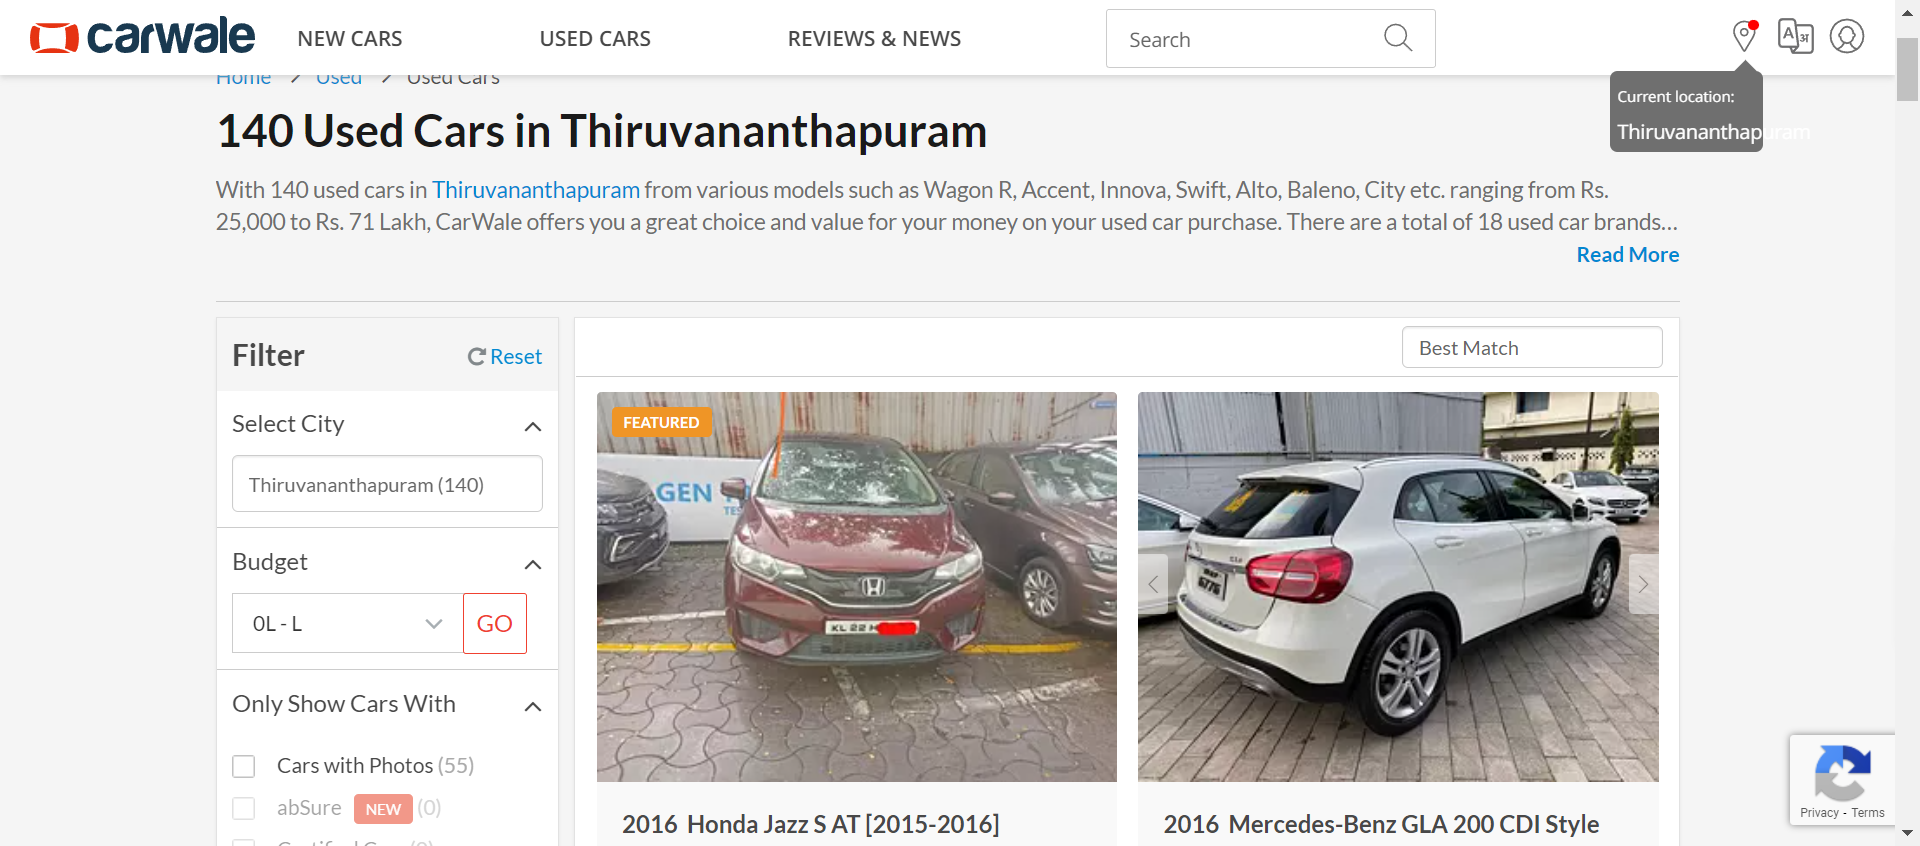 carwale NEW CARS USED CARS REVIEWS & NEWS Search
Home Used Used Cars
Current location:
Thiruvananthapuram
140 Used Cars in Thiruvananthapuram
With 140 used cars in Thiruvananthapuram from various models such as Wagon R, Accent, Innova, Swift, Alto, Baleno, City etc. ranging from Rs.
25,000 to Rs. 71 Lakh, CarWale offers you a great choice and value for your money on your used car purchase. There are a total of 18 used car brands...
Read More
Filter Reset
Select City
Thiruvananthapuram (140)
Budget
0L - L GO
Only Show Cars With
Cars with Photos (55)
abSure NEW (0)
Best Match
FEATURED
GEN
KL 22
2016 Honda Jazz S AT [2015-2016]
6776
2016 Mercedes-Benz GLA 200 CDI Style
Privacy - Terms